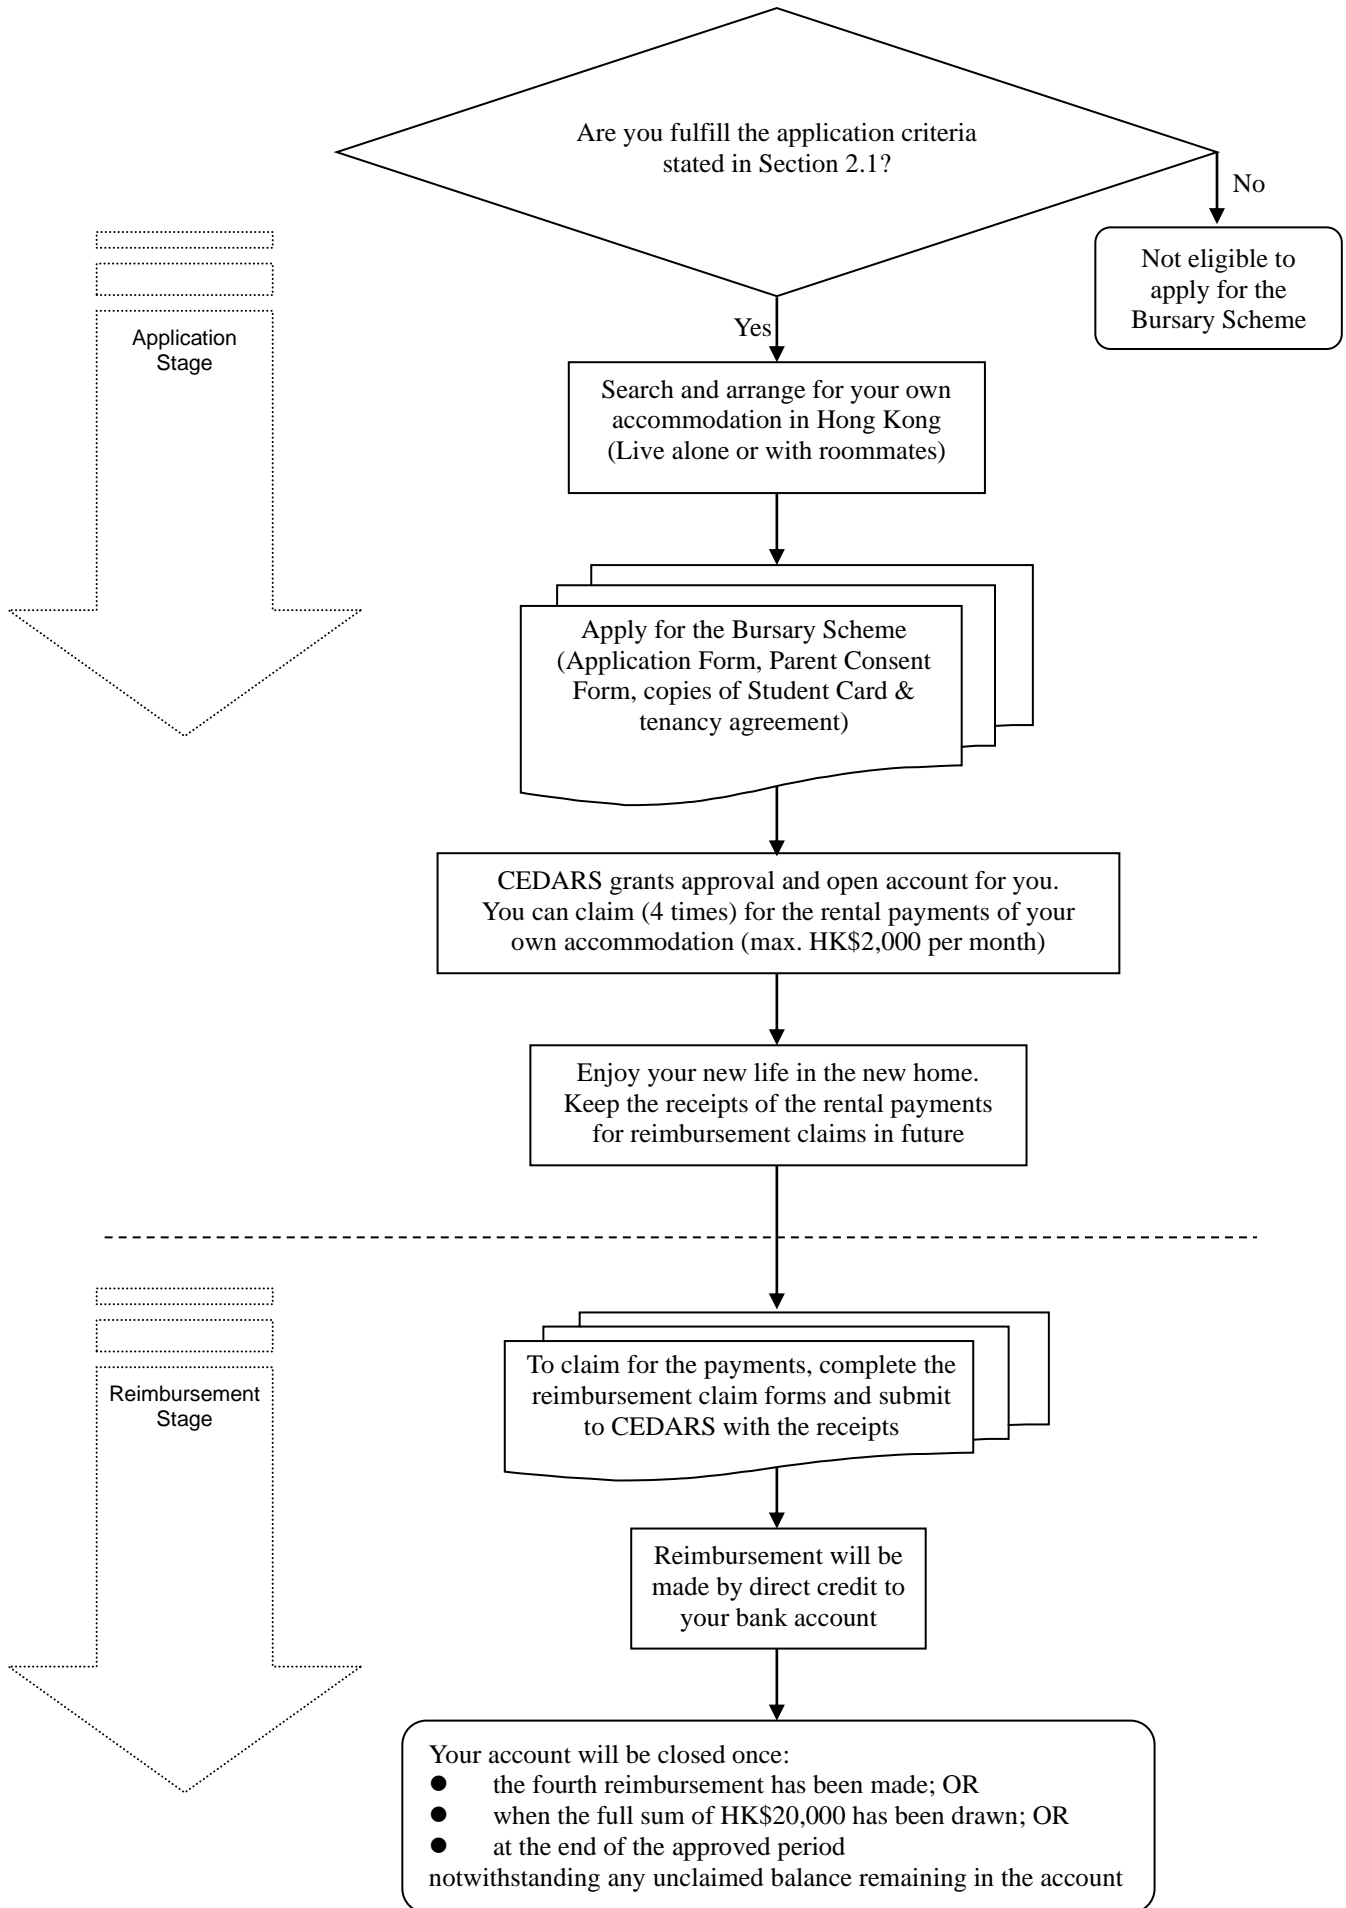 Are you fulfill the application criteria
stated in Section 2.1?
No
Not eligible to
apply for the
Bursary Scheme
Yes
Application
Stage
Search and arrange for your own
accommodation in Hong Kong
(Live alone or with roommates)
Apply for the Bursary Scheme
(Application Form, Parent Consent
Form, copies of Student Card &
tenancy agreement)
CEDARS grants approval and open account for you.
You can claim (4 times) for the rental payments of your
own accommodation (max. HK$2,000 per month)
Enjoy your new life in the new home.
Keep the receipts of the rental payments
for reimbursement claims in future
Reimbursement
Stage
To claim for the payments, complete the
reimbursement claim forms and submit
to CEDARS with the receipts
Reimbursement will be
made by direct credit to
your bank account
Your account will be closed once:
● the fourth reimbursement has been made; OR
● when the full sum of HK$20,000 has been drawn; OR
● at the end of the approved period
notwithstanding any unclaimed balance remaining in the account